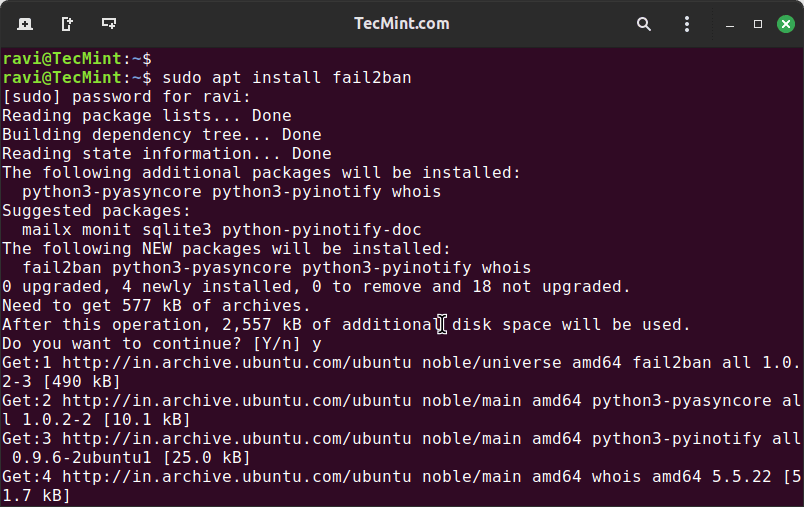 TecMint.com
ravi@TecMint:~$
ravi@TecMint:~$ sudo apt install fail2ban
[sudo] password for ravi:
Reading package lists... Done
Building dependency tree... Done
Reading state information... Done
The following additional packages will be installed:
  python3-pyasyncore python3-pyinotify whois
Suggested packages:
  mailx monit sqlite3 python-pyinotify-doc
The following NEW packages will be installed:
  fail2ban python3-pyasyncore python3-pyinotify whois
0 upgraded, 4 newly installed, 0 to remove and 18 not upgraded.
Need to get 577 kB of archives.
After this operation, 2,557 kB of additional disk space will be used.
Do you want to continue? [Y/n] y
Get:1 http://in.archive.ubuntu.com/ubuntu noble/universe amd64 fail2ban all 1.0.
2-3 [490 kB]
Get:2 http://in.archive.ubuntu.com/ubuntu noble/main amd64 python3-pyasyncore al
l 1.0.2-2 [10.1 kB]
Get:3 http://in.archive.ubuntu.com/ubuntu noble/main amd64 python3-pyinotify all
 0.9.6-2ubuntu1 [25.0 kB]
Get:4 http://in.archive.ubuntu.com/ubuntu noble/main amd64 whois amd64 5.5.22 [5
1.7 kB]